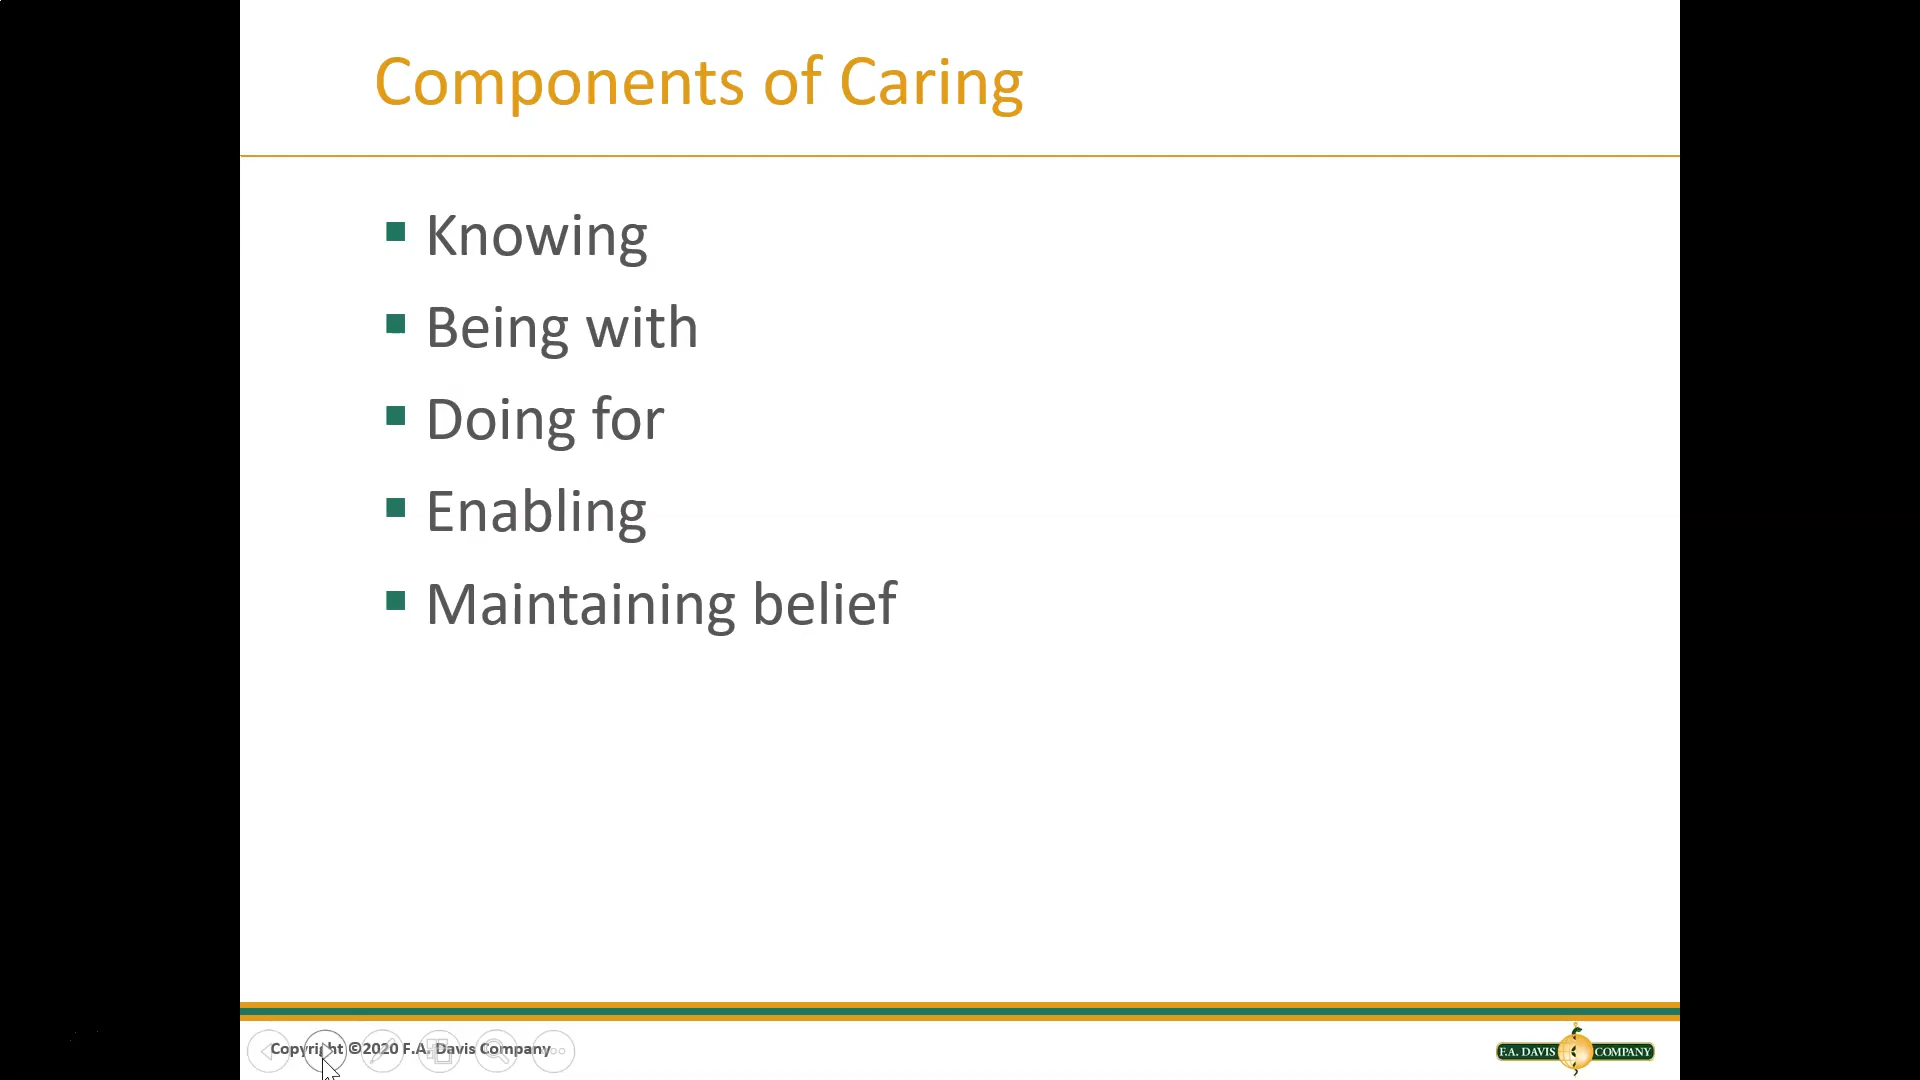 Components of Caring
Knowing
Being with
Doing for
Enabling
Maintaining belief
Copyright ©2020 F.A. Davis Company
F.A. DAVIS COMPANY